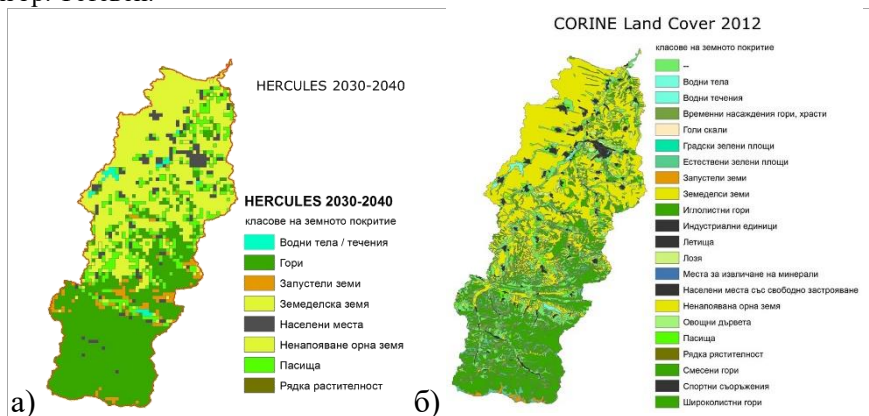 HERCULES 2030-2040
HERCULES 2030-2040
класове на земното покритие
Водни тела / течения
Гори
Запустели земи
Земеделска земя
Населени места
Ненапояване орна земя
Пасища
Рядка растителност
а)
CORINE Land Cover 2012
класове на земното покритие
--
Водни тела
Водни течения
Временни насаждения гори, храсти
Голи скали
Градски зелени площи
Естествени зелени площи
Запустели земи
Земеделси земи
Иглолистни гори
Индустриални единици
Летища
Лозя
Места за извличане на минерали
Населени места със свободно застрояване
Ненапоявана орна земя
Овощни дървета
Пасища
Рядка рястителност
Смесени гори
Спортни съоръжения
Широколистни гори
б)